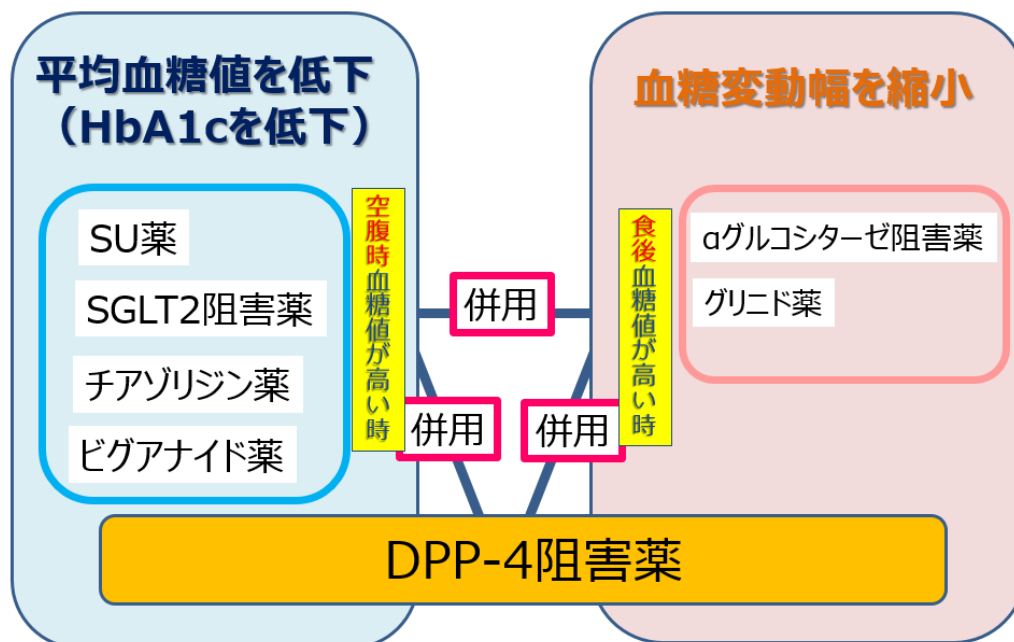 平均血糖値を低下
（HbA1cを低下）
SU薬
SGLT2阻害薬
チアゾリジン薬
ビグアナイド薬
空腹時血糖値が高い時
併用
併用
併用
食後血糖値が高い時
血糖変動幅を縮小
αグルコシターゼ阻害薬
グリニド薬
DPP-4阻害薬